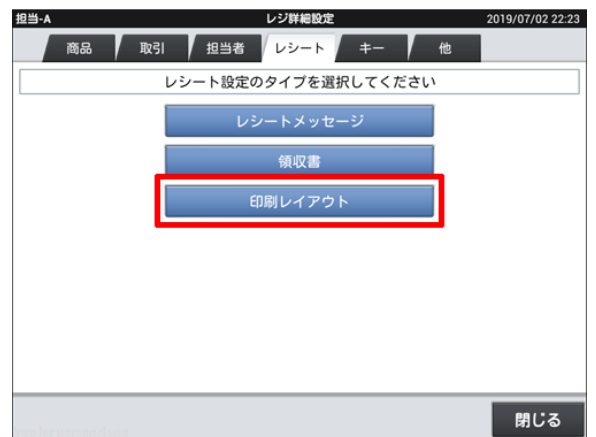 担当-A レジ詳細設定 2019/07/02 22:23
商品 取引 担当者 レシート キー 他
レシート設定のタイプを選択してください
レシートメッセージ
領収書
印刷レイアウト
閉じる